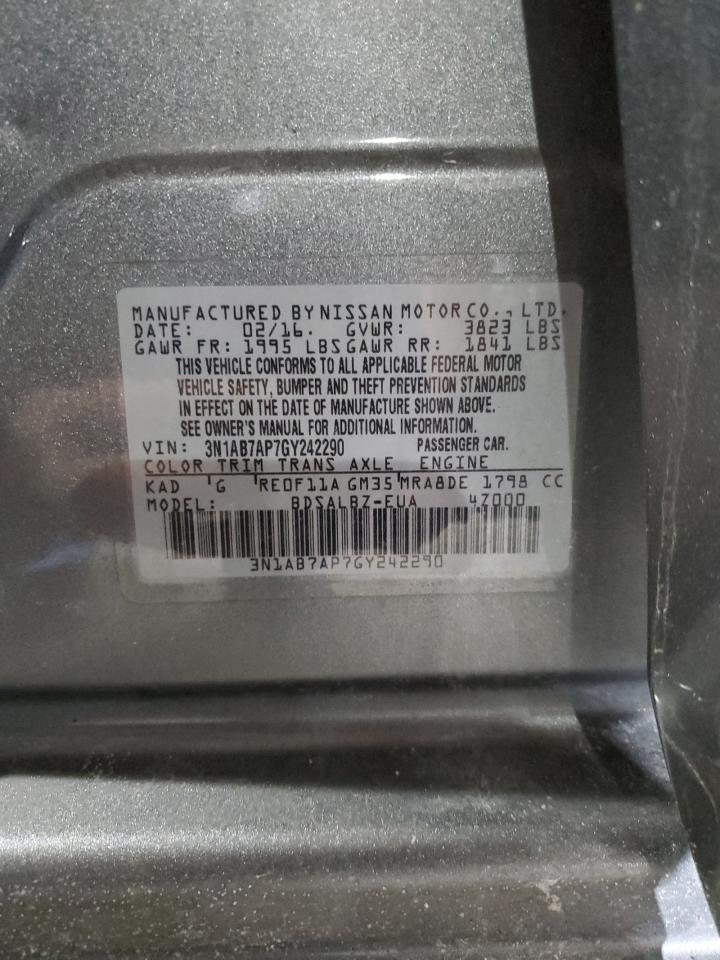 MANUFACTURED BY NISSAN MOTOR CO., LTD.
DATE: 02/16. GVWR: 3823 LBS
GAWR FR: 1995 LBS GAWR RR: 1841 LBS
THIS VEHICLE CONFORMS TO ALL APPLICABLE FEDERAL MOTOR
VEHICLE SAFETY, BUMPER AND THEFT PREVENTION STANDARDS
IN EFFECT ON THE DATE OF MANUFACTURE SHOWN ABOVE.
SEE OWNER'S MANUAL FOR ADDITIONAL INFORMATION.
VIN: 3N1AB7AP7GY242290 PASSENGER CAR.
COLOR TRIM TRANS AXLE ENGINE
KAD G RE0F11A GM35 MRA8DE 1798 CC
MODEL: BDSALBZ-EUA 4Z000
3N1AB7AP7GY242290